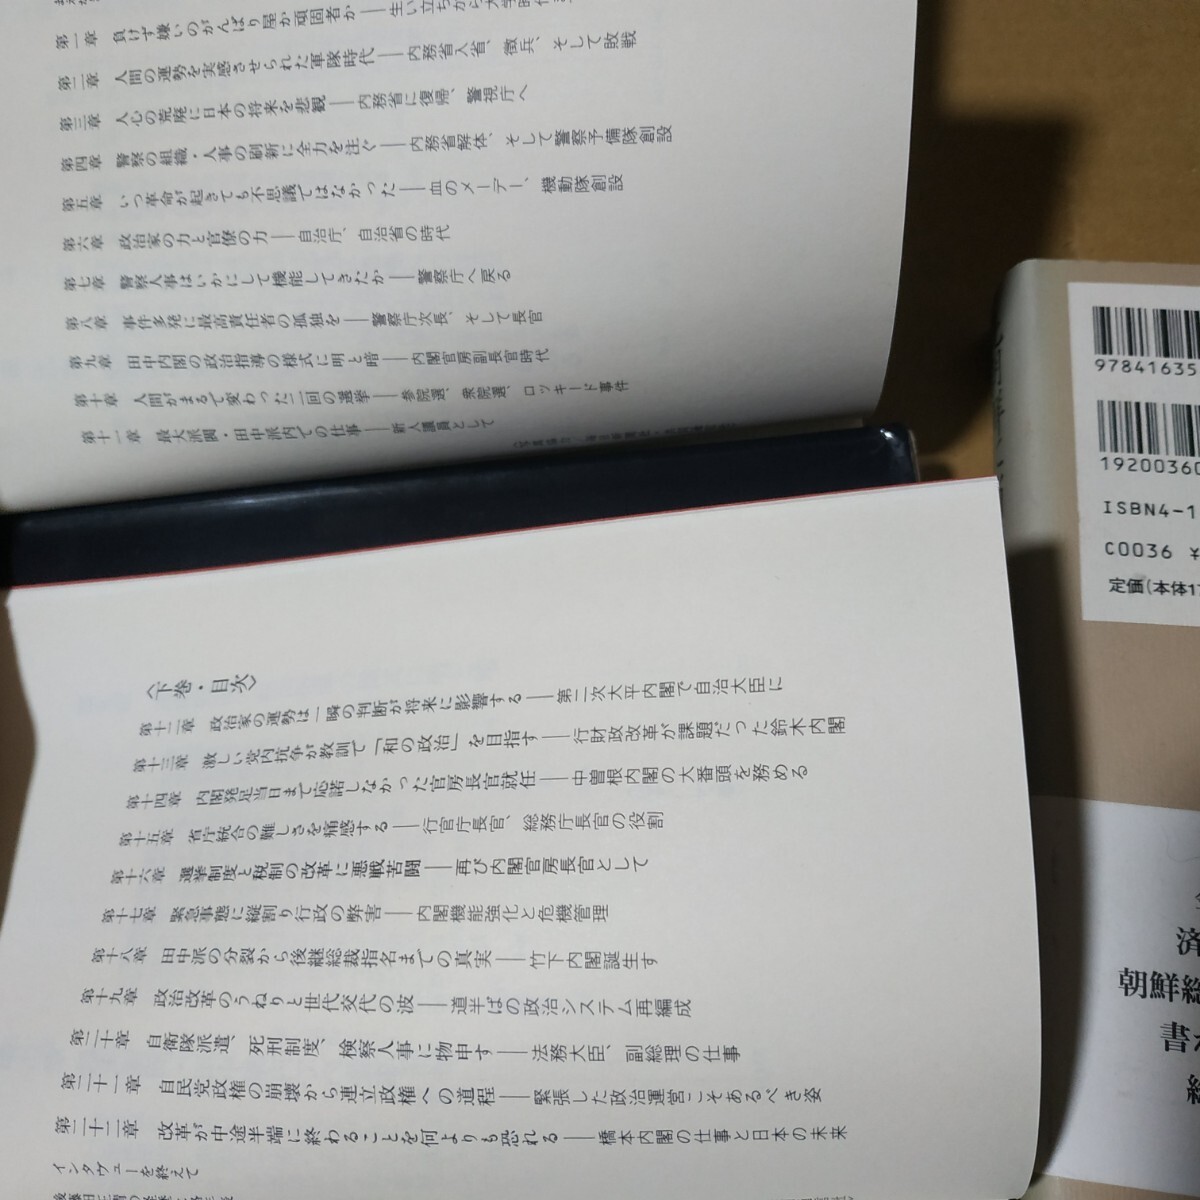 第一章 負けず嫌いのがんばり屋か頑固者か――生い立ちから大学時代
第二章 人間の運勢を実感させられた軍隊時代――内務省入省、徴兵、そして敗戦
第三章 人心の荒廃に日本の将来を悲観――内務省に復帰、警視庁へ
第四章 警察の組織・人事の刷新に全力を注ぐ――内務省解体、そして警察予備隊創設
第五章 いつ革命が起きても不思議ではなかった――血のメーデー、機動隊創設
第六章 政治家の力と官僚の力――自治庁、自治省の時代
第七章 警察人事はいかにして機能してきたか――警察庁へ戻る
第八章 事件多発に最高責任者の孤独を――警察庁次長、そして長官
第九章 田中内閣の政治指導の様式に明と暗――内閣官房副長官時代
第十章 人間がまるで変わった二回の選挙――参院選、衆院選、ロッキード事件
第十一章 最大派閥・田中派内での仕事――新人議員として
〈下巻・目次〉
第十二章 政治家の運勢は一瞬の判断が将来に影響する――第二次大平内閣で自治大臣に
第十三章 激しい党内抗争が教訓で「和の政治」を目指す――行財政改革が課題だった鈴木内閣
第十四章 内閣発足当日まで応諾しなかった官房長官就任――中曽根内閣の大番頭を務める
第十五章 省庁統合の難しさを痛感する――行管庁長官、総務庁長官の役割
第十六章 選挙制度と税制の改革に悪戦苦闘――再び内閣官房長官として
第十七章 緊急事態に縦割り行政の弊害――内閣機能強化と危機管理
第十八章 田中派の分裂から後継総裁指名までの真実――竹下内閣誕生す
第十九章 政治改革のうねりと世代交代の波――道半ばの政治システム再編成
第二十章 自衛隊派遣、死刑制度、検察人事に物申す――法務大臣、副総理の仕事
第二十一章 自民党政権の崩壊から連立政権への道程――緊張した政治運営こそあるべき姿
第二十二章 改革が中途半端に終わることを何よりも恐れる――橋本内閣の仕事と日本の未来
インタヴューを終えて
97841635
19200360
ISBN4-1
C0036 ¥
定価(本体17
済
朝鮮総
書